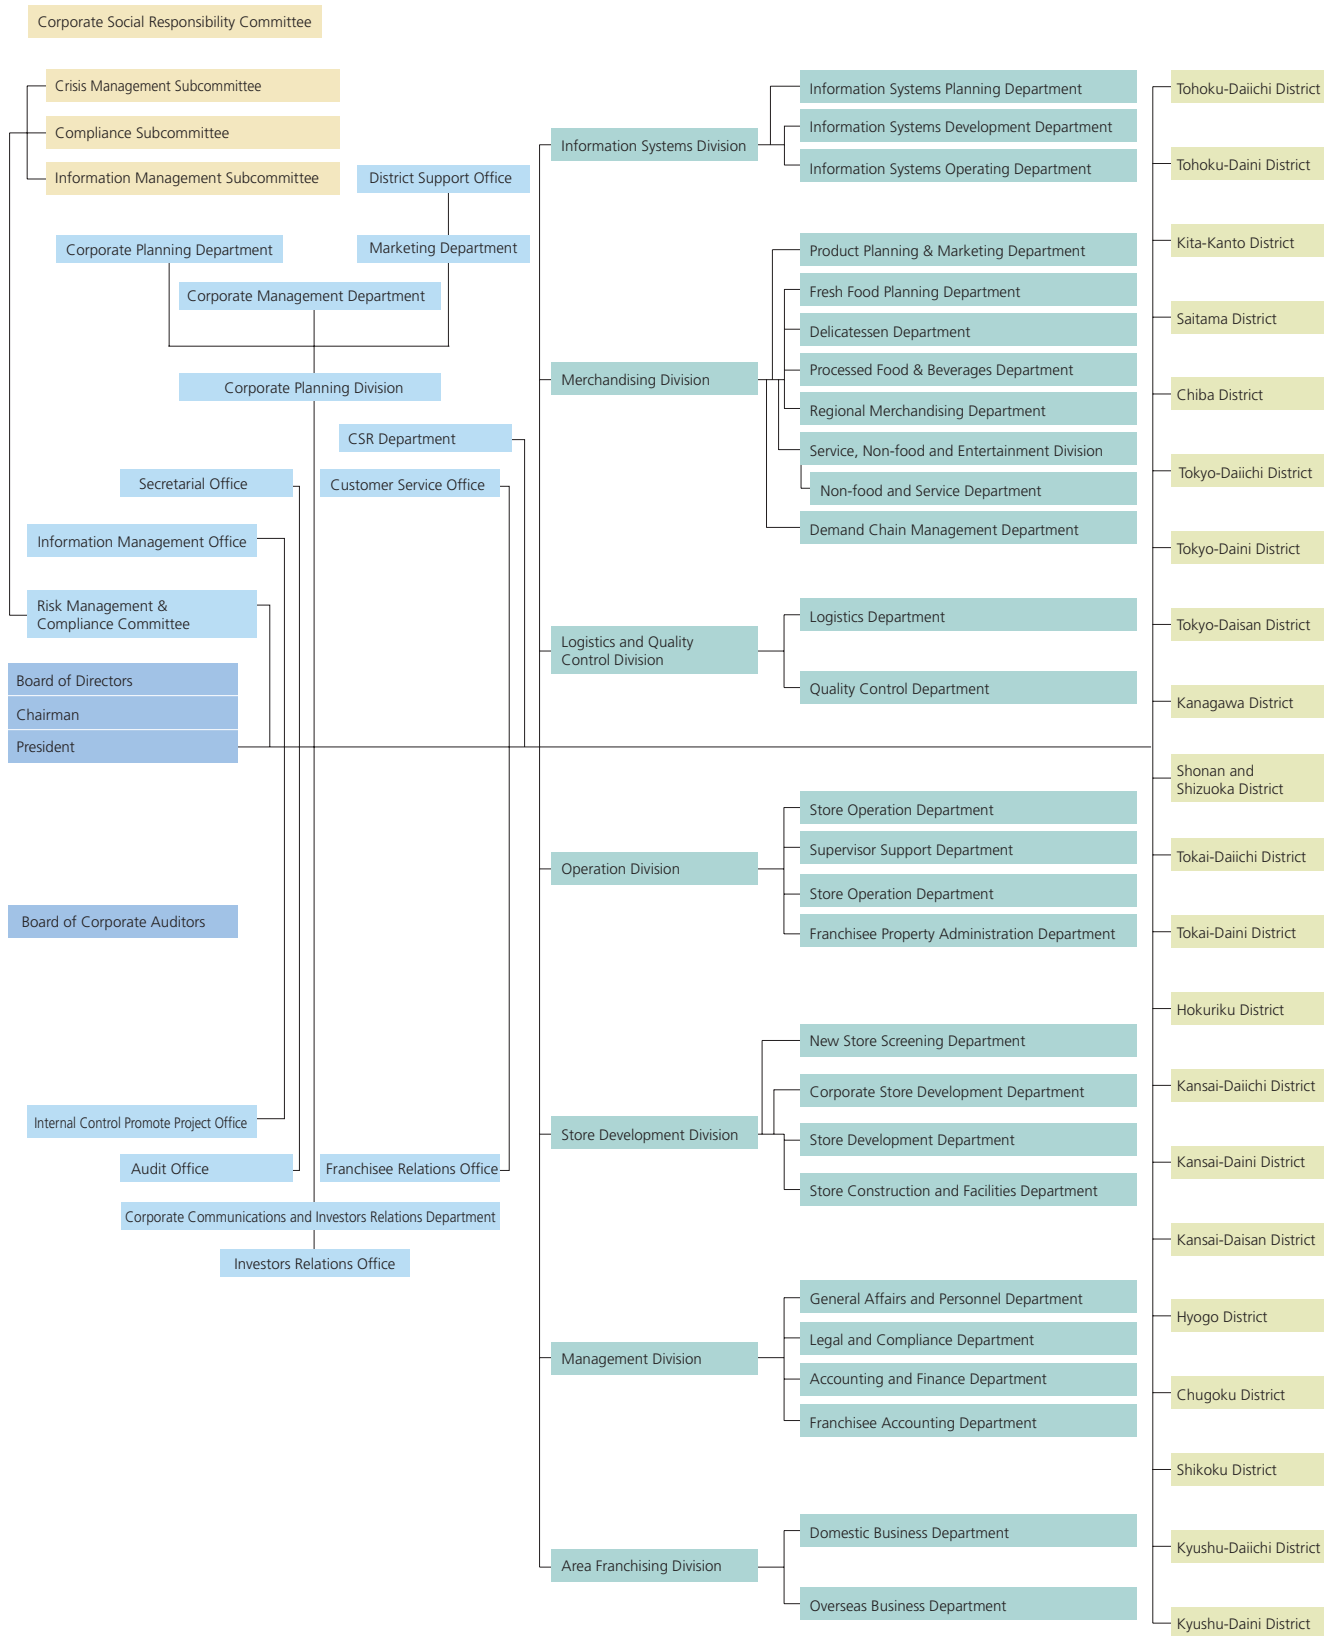 Corporate Social Responsibility Committee
Crisis Management Subcommittee
Compliance Subcommittee
Information Management Subcommittee
District Support Office
Corporate Planning Department
Marketing Department
Corporate Management Department
Corporate Planning Division
CSR Department
Secretarial Office
Customer Service Office
Information Management Office
Risk Management &
Compliance Committee
Board of Directors
Chairman
President
Board of Corporate Auditors
Internal Control Promote Project Office
Audit Office
Franchisee Relations Office
Corporate Communications and Investors Relations Department
Investors Relations Office
Information Systems Division
Information Systems Planning Department
Information Systems Development Department
Information Systems Operating Department
Merchandising Division
Product Planning & Marketing Department
Fresh Food Planning Department
Delicatessen Department
Processed Food & Beverages Department
Regional Merchandising Department
Service, Non-food and Entertainment Division
Non-food and Service Department
Demand Chain Management Department
Logistics and Quality
Control Division
Logistics Department
Quality Control Department
Operation Division
Store Operation Department
Supervisor Support Department
Store Operation Department
Franchisee Property Administration Department
Store Development Division
New Store Screening Department
Corporate Store Development Department
Store Development Department
Store Construction and Facilities Department
Management Division
General Affairs and Personnel Department
Legal and Compliance Department
Accounting and Finance Department
Franchisee Accounting Department
Area Franchising Division
Domestic Business Department
Overseas Business Department
Tohoku-Daiichi District
Tohoku-Daini District
Kita-Kanto District
Saitama District
Chiba District
Tokyo-Daiichi District
Tokyo-Daini District
Tokyo-Daisan District
Kanagawa District
Shonan and
Shizuoka District
Tokai-Daiichi District
Tokai-Daini District
Hokuriku District
Kansai-Daiichi District
Kansai-Daini District
Kansai-Daisan District
Hyogo District
Chugoku District
Shikoku District
Kyushu-Daiichi District
Kyushu-Daini District